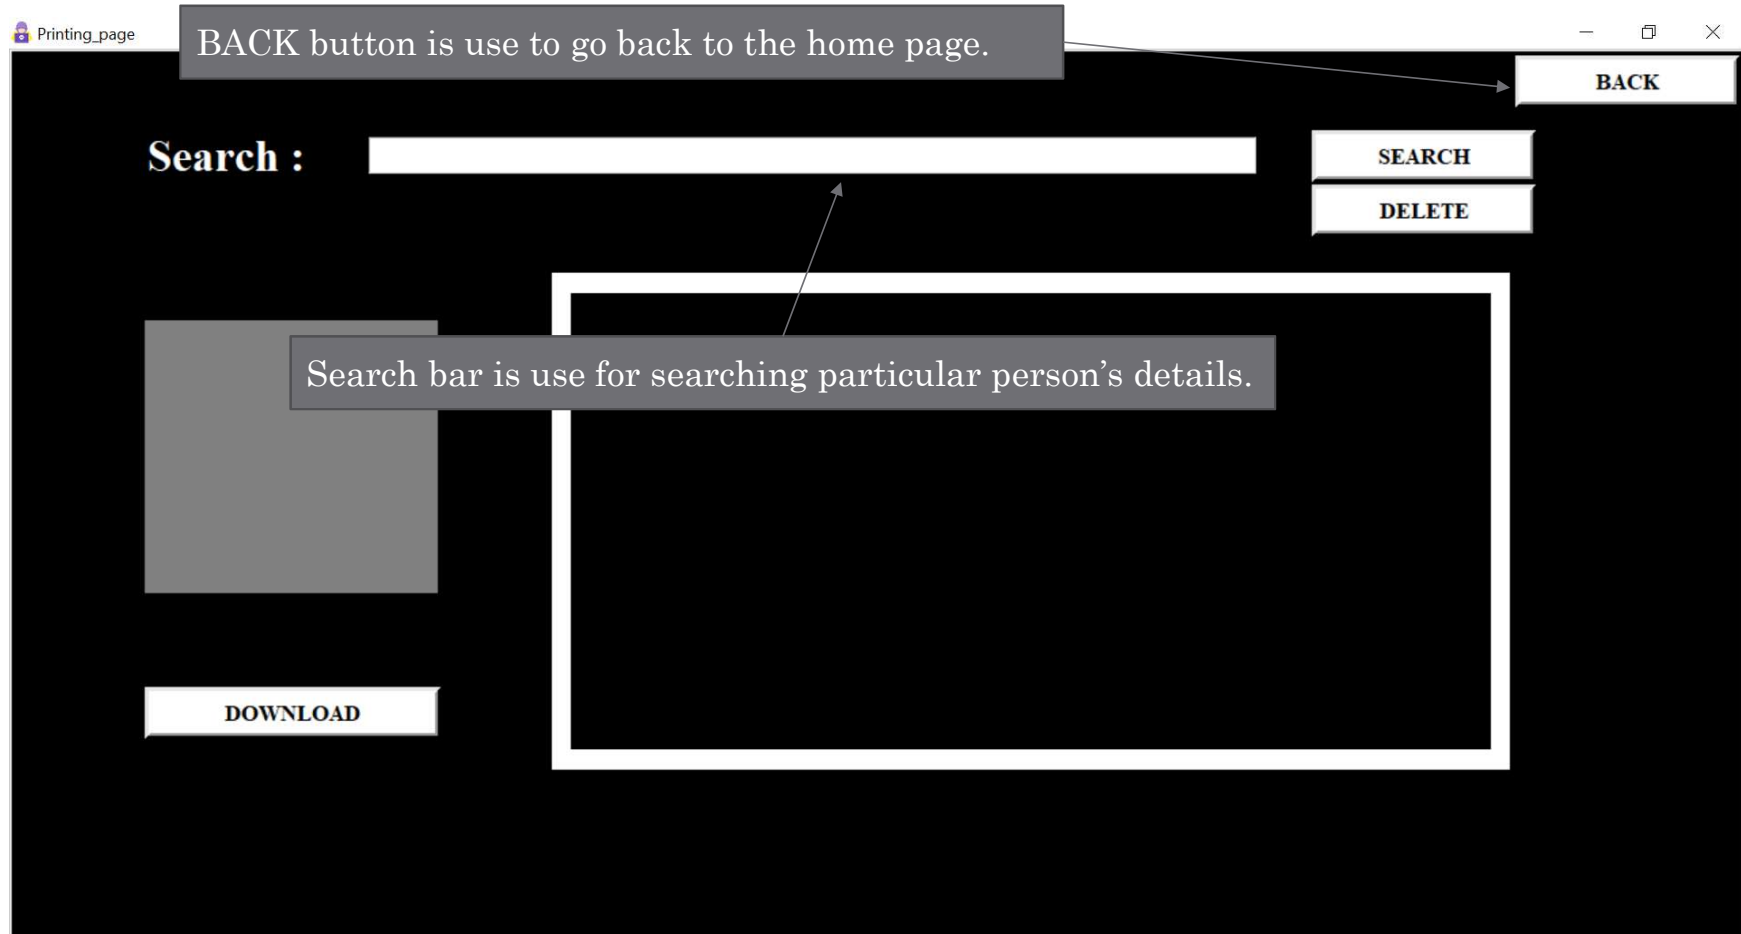 Printing_page
BACK button is use to go back to the home page.
BACK
Search :
SEARCH
DELETE
Search bar is use for searching particular person’s details.
DOWNLOAD